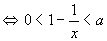 ⇔ 0 < 1 − 1/x < a